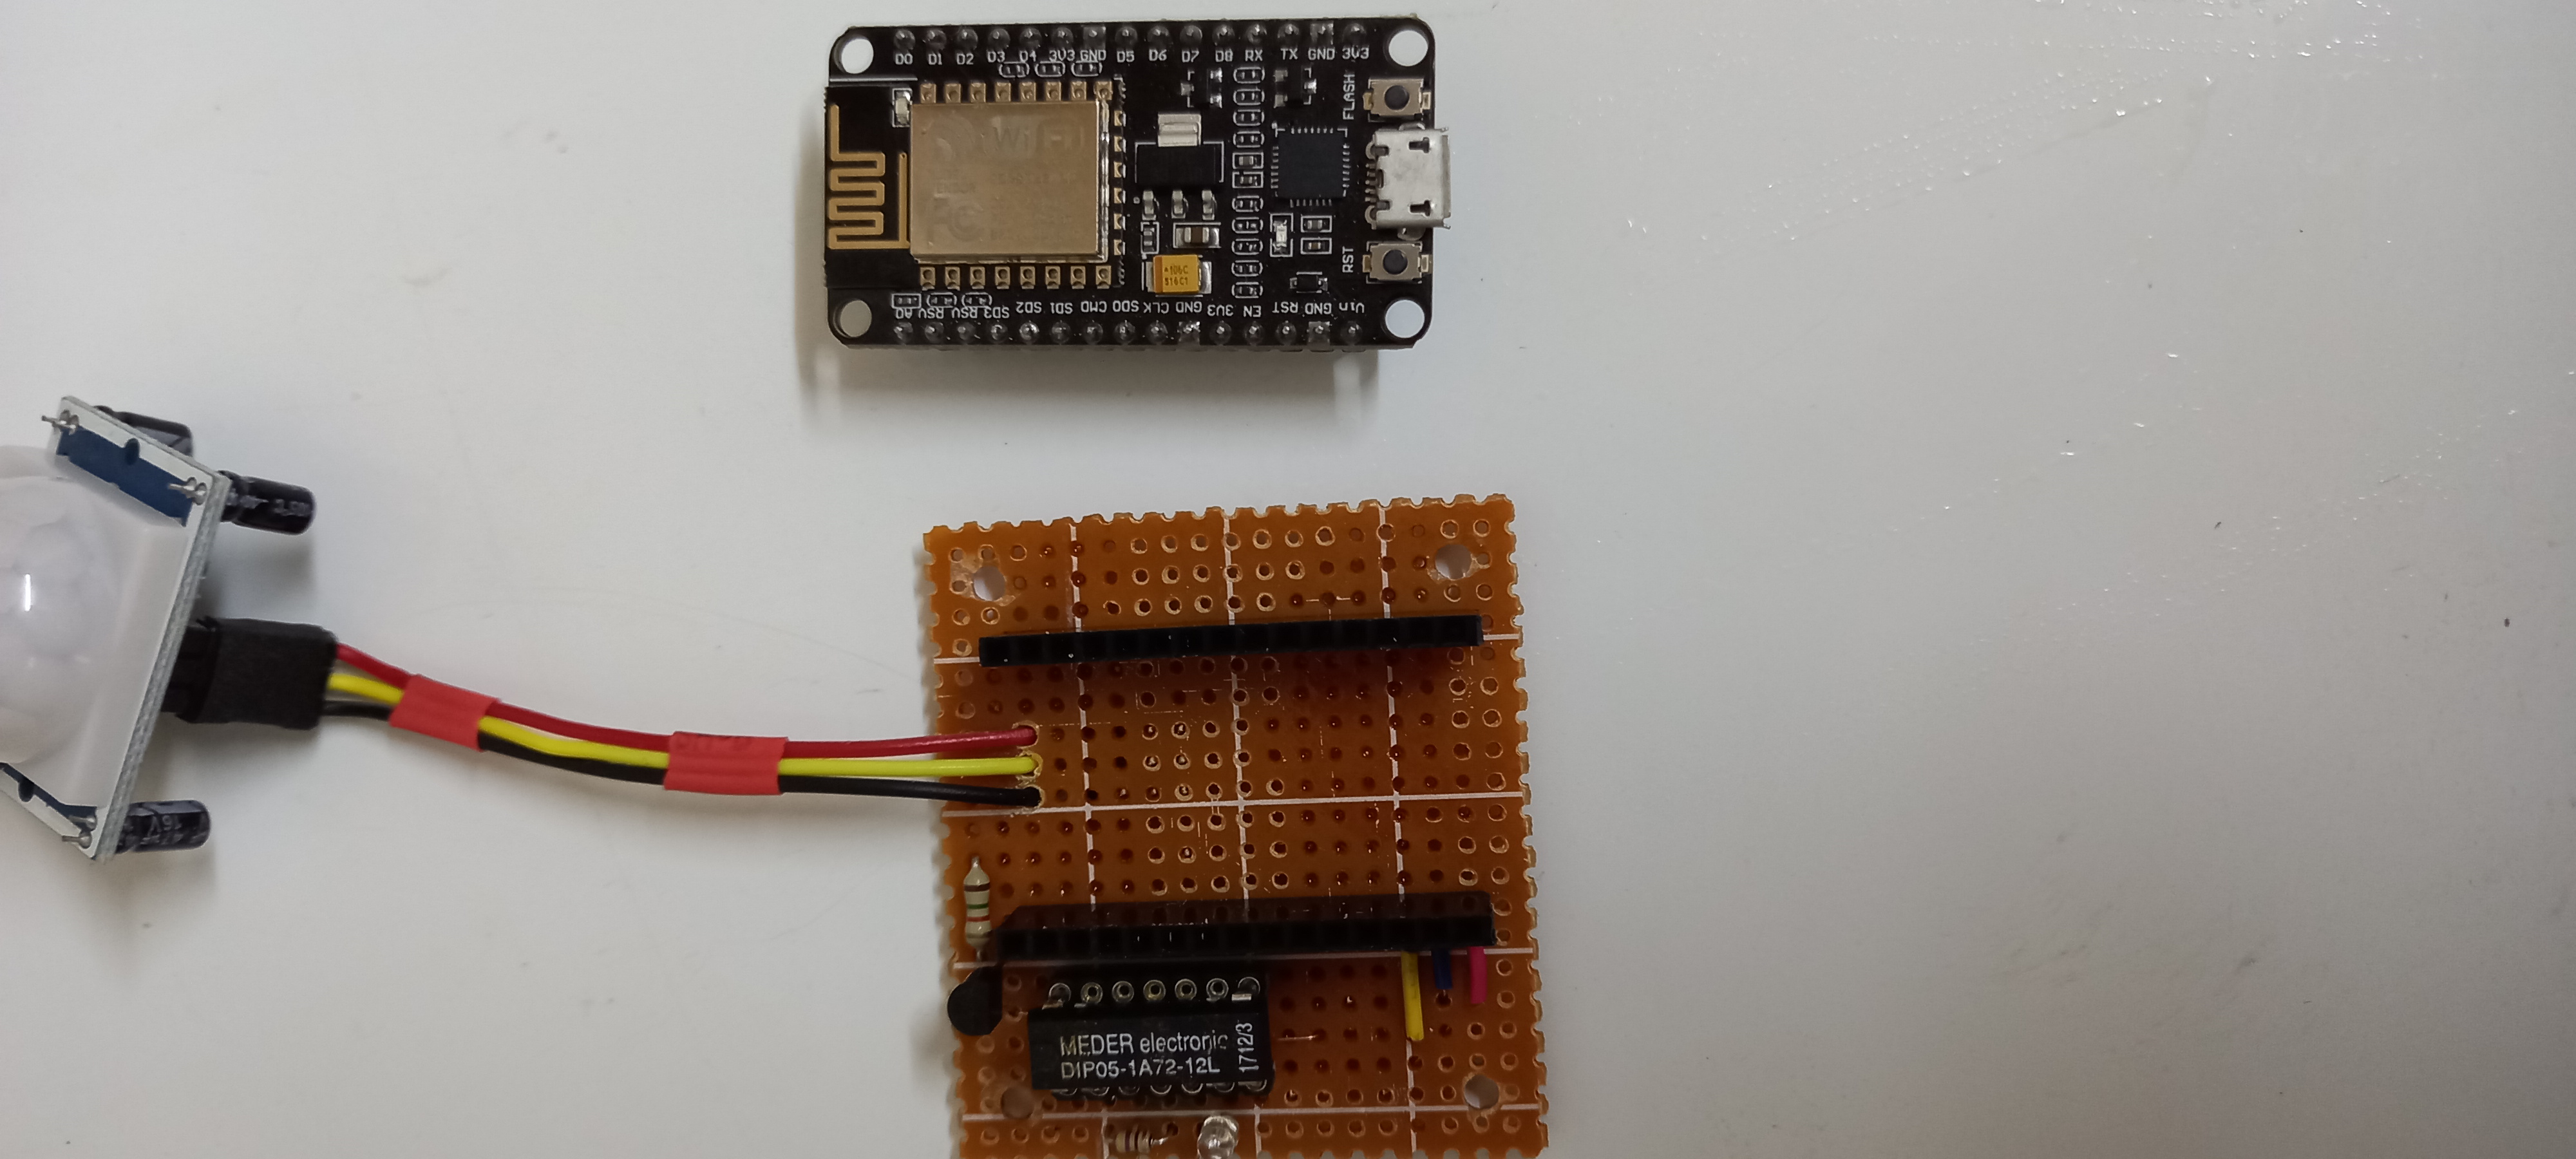 16V
MEDER electronic
DIP05-1A72-12L
1712/3
A0
RSV
RSV
SD3
SD2
SD1
CMD
SD0
CLK
GND
3V3
EN
RST
GND
Vin
D0
D1
D2
D3
D4
3V3
GND
D5
D6
D7
D8
RX
TX
GND
3V3
RST
FLASH